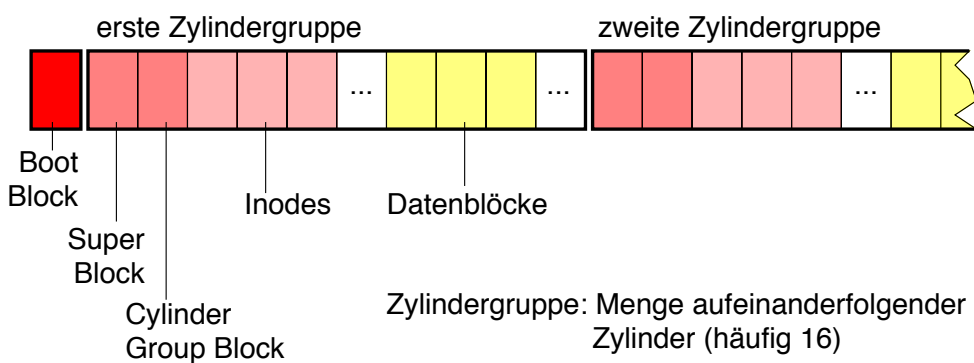 erste Zylindergruppe
zweite Zylindergruppe
...
...
...
Boot
Block
Inodes
Datenblöcke
Super
Block
Cylinder
Group Block
Zylindergruppe: Menge aufeinanderfolgender
Zylinder (häufig 16)